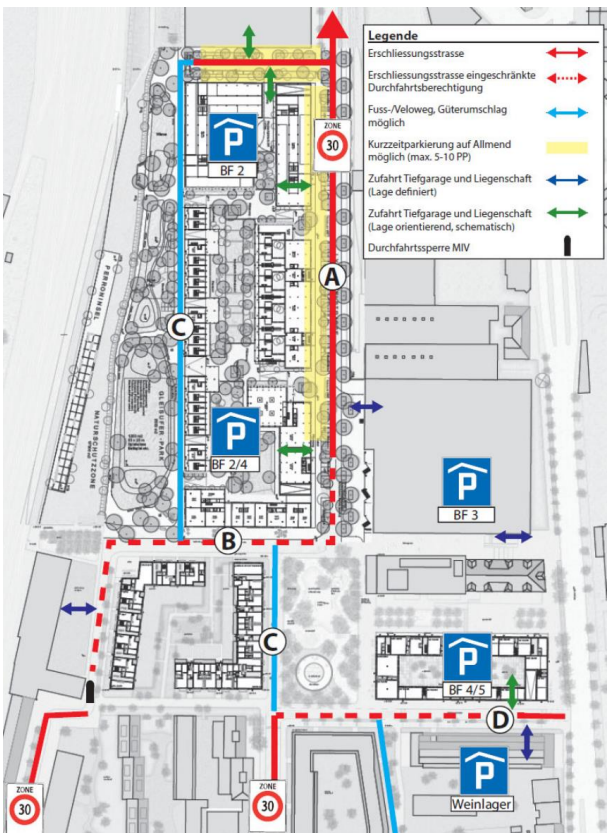 Legende
Erschliessungsstrasse
Erschliessungsstrasse eingeschränkte
Durchfahrtsberechtigung
Fuss-/Veloweg, Güterumschlag
möglich
Kurzzeitparkierung auf Allmend
möglich (max. 5-10 PP)
Zufahrt Tiefgarage und Liegenschaft
(Lage definiert)
Zufahrt Tiefgarage und Liegenschaft
(Lage orientierend, schematisch)
Durchfahrtssperre MIV
P
BF 2
ZONE
30
A
C
PERRONINSEL
NATURSCHUTZZONE
GLEISUFER-PARK
P
BF 2/4
P
BF 3
B
C
P
BF 4/5
D
P
Weinlager
ZONE
30
ZONE
30